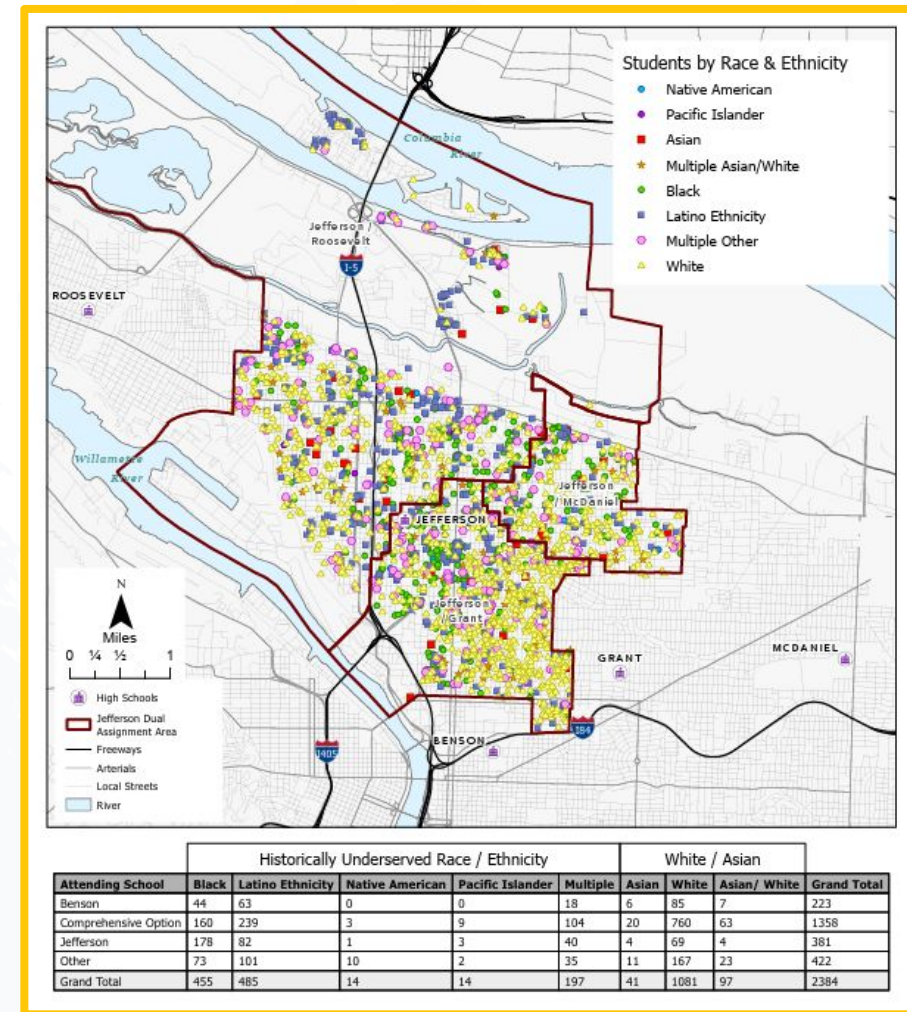 Students by Race & Ethnicity
Native American
Pacific Islander
Asian
Multiple Asian/White
Black
Latino Ethnicity
Multiple Other
White
Columbia
River
Jefferson /
Roosevelt
I-5
ROOSEVELT
Willamette
River
Jefferson
/ McDaniel
JEFFERSON
Jefferson
/ Grant
GRANT
MCDANIEL
BENSON
184
I405
N
Miles
0 ¼ ½ 1
High Schools
Jefferson Dual
Assignment Area
Freeways
Arterials
Local Streets
River
Historically Underserved Race / Ethnicity White / Asian
Attending School Black Latino Ethnicity Native American Pacific Islander Multiple Asian White Asian/ White Grand Total
Benson 44 63 0 0 18 6 85 7 223
Comprehensive Option 160 239 3 9 104 20 760 63 1358
Jefferson 178 82 1 3 40 4 69 4 381
Other 73 101 10 2 35 11 167 23 422
Grand Total 455 485 14 14 197 41 1081 97 2384